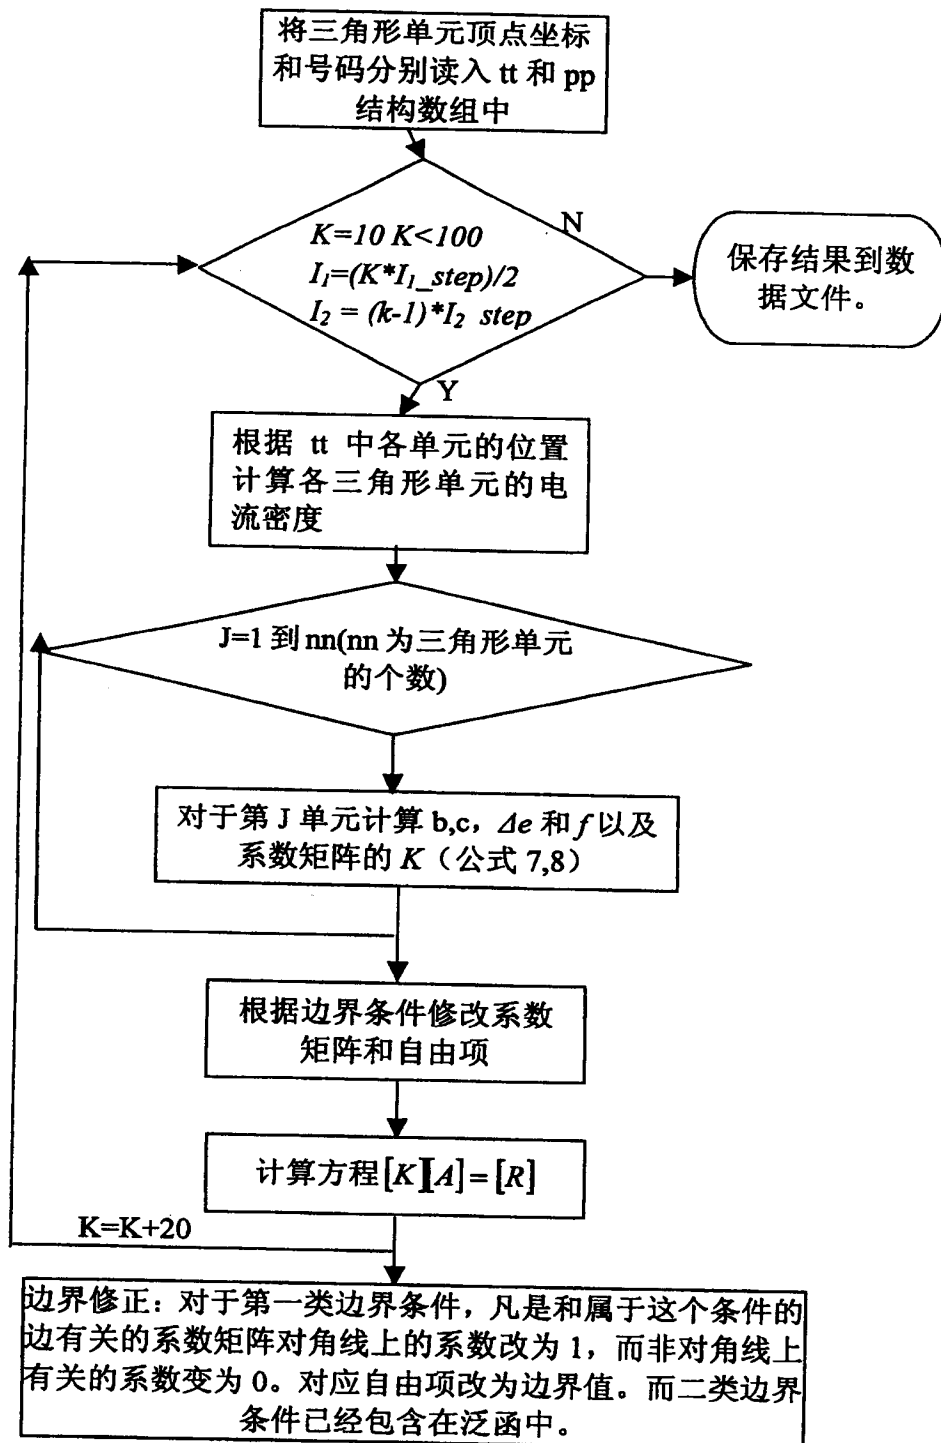 将三角形单元顶点坐标
和号码分别读入 tt 和 pp
结构数组中
K=10 K<100
I₁=(K*I₁_step)/2
I₂ = (k-1)*I₂ step
N
保存结果到数
据文件。
Y
根据 tt 中各单元的位置
计算各三角形单元的电
流密度
J=1 到 nn(nn 为三角形单元
的个数)
对于第 J 单元计算 b,c，Δe 和 f 以及
系数矩阵的 K（公式 7,8）
根据边界条件修改系数
矩阵和自由项
计算方程[K][A]=[R]
K=K+20
边界修正：对于第一类边界条件，凡是和属于这个条件的
边有关的系数矩阵对角线上的系数改为 1，而非对角线上
有关的系数变为 0。对应自由项改为边界值。而二类边界
条件已经包含在泛函中。